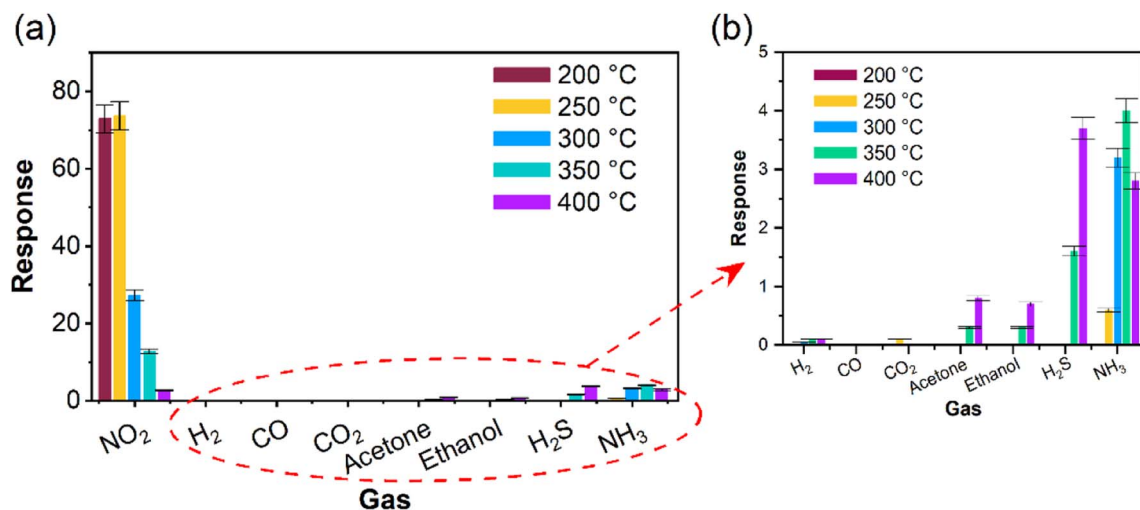 (a)
Response
80
60
40
20
0
200 °C
250 °C
300 °C
350 °C
400 °C
NO₂
H₂
CO
CO₂
Acetone
Ethanol
H₂S
NH₃
Gas
(b)
Response
5
4
3
2
1
0
200 °C
250 °C
300 °C
350 °C
400 °C
H₂
CO
CO₂
Acetone
Ethanol
H₂S
NH₃
Gas